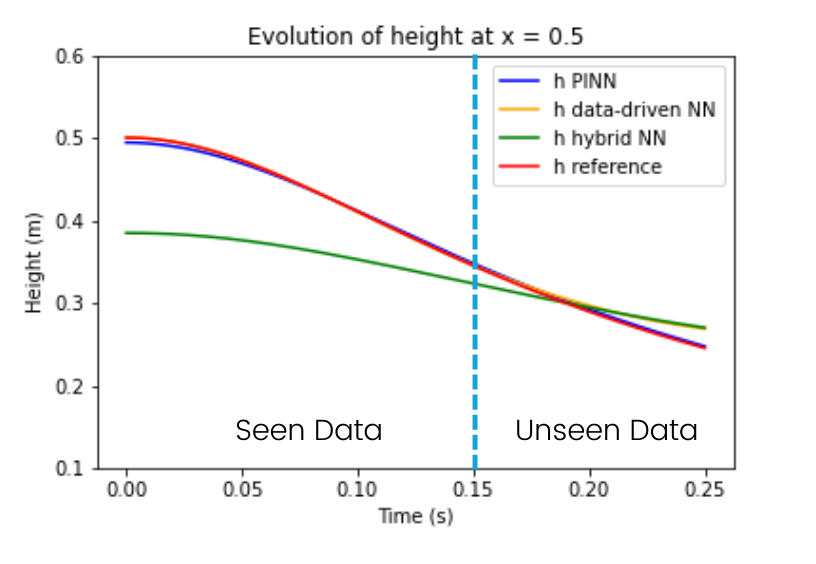 Evolution of height at x = 0.5
0.6
0.5
0.4
0.3
0.2
0.1
Height (m)
h PINN
h data-driven NN
h hybrid NN
h reference
Seen Data
Unseen Data
0.00
0.05
0.10
0.15
0.20
0.25
Time (s)